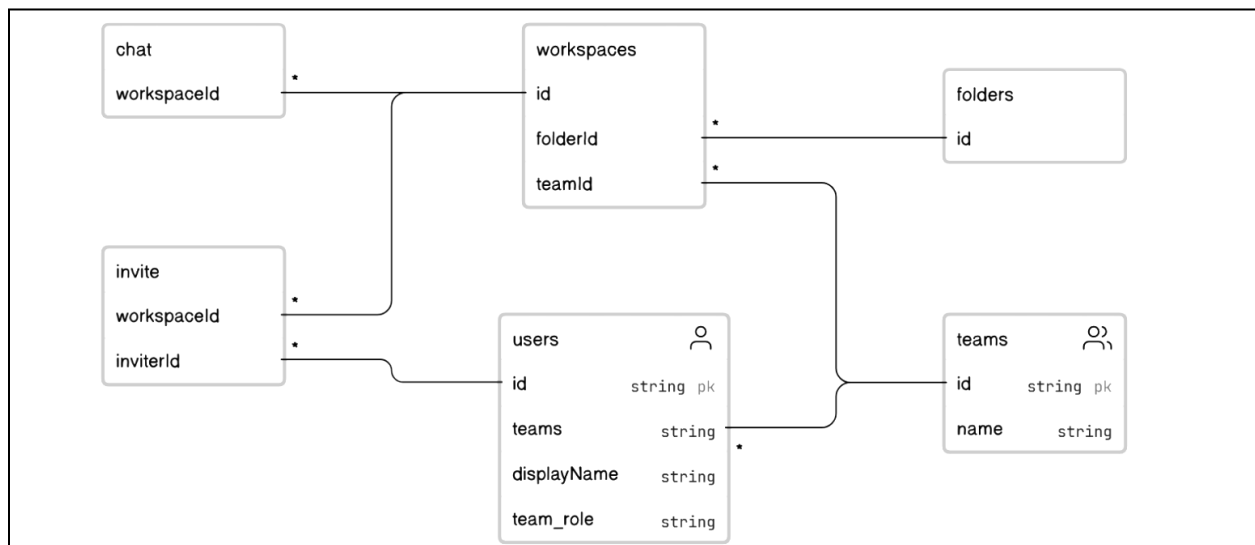 chat
workspaceId
*
workspaces
id
folderId
*
teamId
*
folders
id
invite
workspaceId
*
inviterId
*
users
id string pk
teams string
*
displayName string
team_role string
teams
id string pk
name string